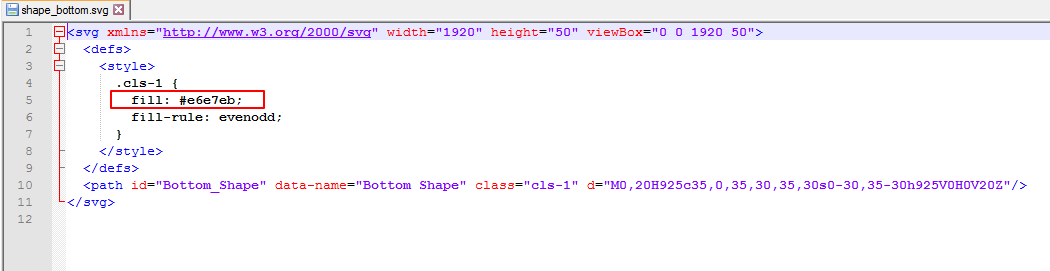 shape_bottom.svg
1 <svg xmlns="http://www.w3.org/2000/svg" width="1920" height="50" viewBox="0 0 1920 50">
2 <defs>
3 <style>
4 .cls-1 {
5 fill: #e6e7eb;
6 fill-rule: evenodd;
7 }
8 </style>
9 </defs>
10 <path id="Bottom_Shape" data-name="Bottom Shape" class="cls-1" d="M0,20H925c35,0,35,30,35,30s0-30,35-30h925V0H0V20Z"/>
11 </svg>
12